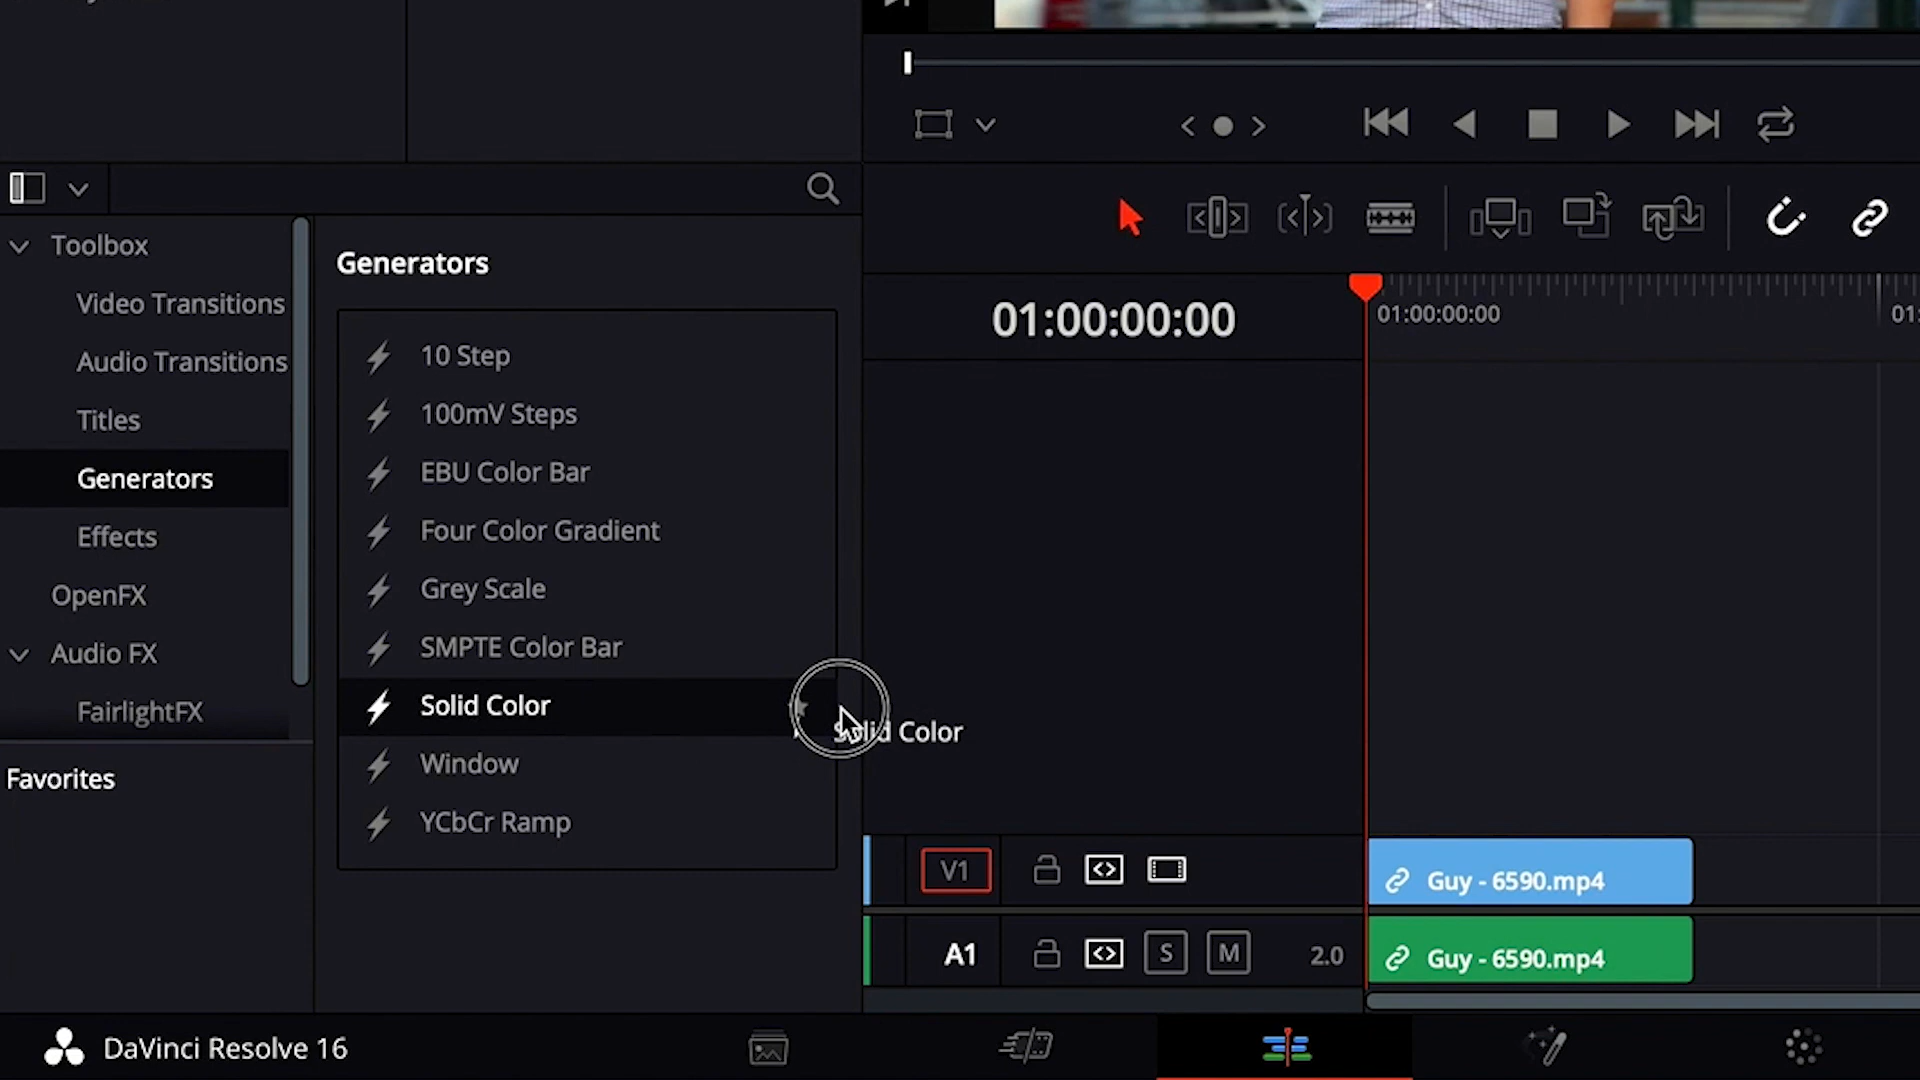 Toolbox
Video Transitions
Audio Transitions
Titles
Generators
Effects
OpenFX
Audio FX
FairlightFX
Favorites
Generators
10 Step
100mV Steps
EBU Color Bar
Four Color Gradient
Grey Scale
SMPTE Color Bar
Solid Color
Solid Color
Window
YCbCr Ramp
01:00:00:00
01:00:00:00
V1
Guy - 6590.mp4
A1
S
M
2.0
Guy - 6590.mp4
DaVinci Resolve 16